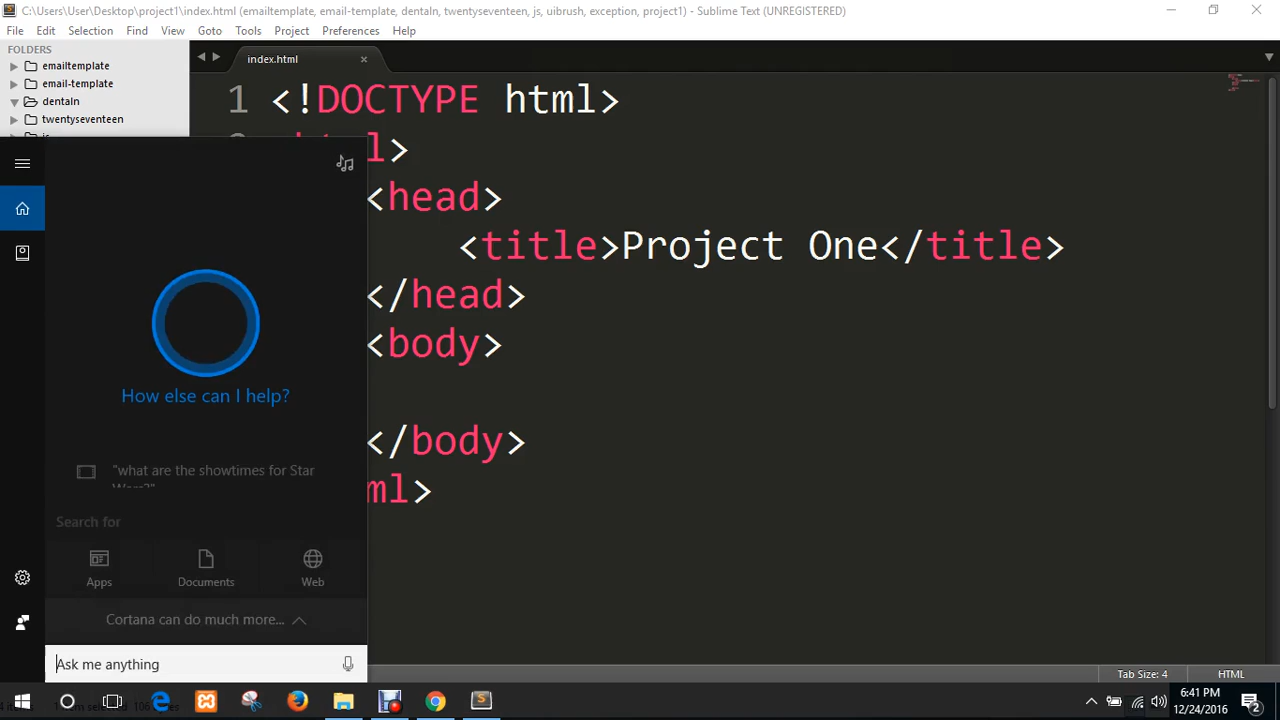 C:\Users\User\Desktop\project1\index.html (emailtemplate, email-template, dentaln, twentyseventeen, js, uibrush, exception, project1) - Sublime Text (UNREGISTERED)
File Edit Selection Find View Goto Tools Project Preferences Help
FOLDERS
emailtemplate
email-template
dentaln
twentyseventeen
index.html
1 <!DOCTYPE html>
l>
<head>
<title>Project One</title>
</head>
<body>
</body>
ml>
How else can I help?
"what are the showtimes for Star
Search for
Apps Documents Web
Cortana can do much more...
Ask me anything
Tab Size: 4 HTML
6:41 PM
12/24/2016
2